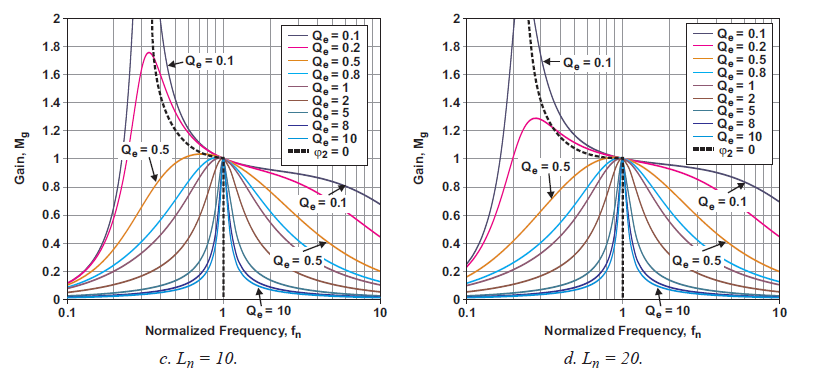 2
1.8
1.6
1.4
1.2
1
0.8
0.6
0.4
0.2
0
Gain, Mg
0.1
1
10
Normalized Frequency, fn
Qe = 0.1
Qe = 0.2
Qe = 0.5
Qe = 0.8
Qe = 1
Qe = 2
Qe = 5
Qe = 8
Qe = 10
φ2 = 0
Qe = 0.1
Qe = 0.5
Qe = 0.1
Qe = 0.5
Qe = 10
c. Ln = 10.
2
1.8
1.6
1.4
1.2
1
0.8
0.6
0.4
0.2
0
Gain, Mg
0.1
1
10
Normalized Frequency, fn
Qe = 0.1
Qe = 0.2
Qe = 0.5
Qe = 0.8
Qe = 1
Qe = 2
Qe = 5
Qe = 8
Qe = 10
φ2 = 0
Qe = 0.1
Qe = 0.5
Qe = 0.1
Qe = 0.5
Qe = 10
d. Ln = 20.